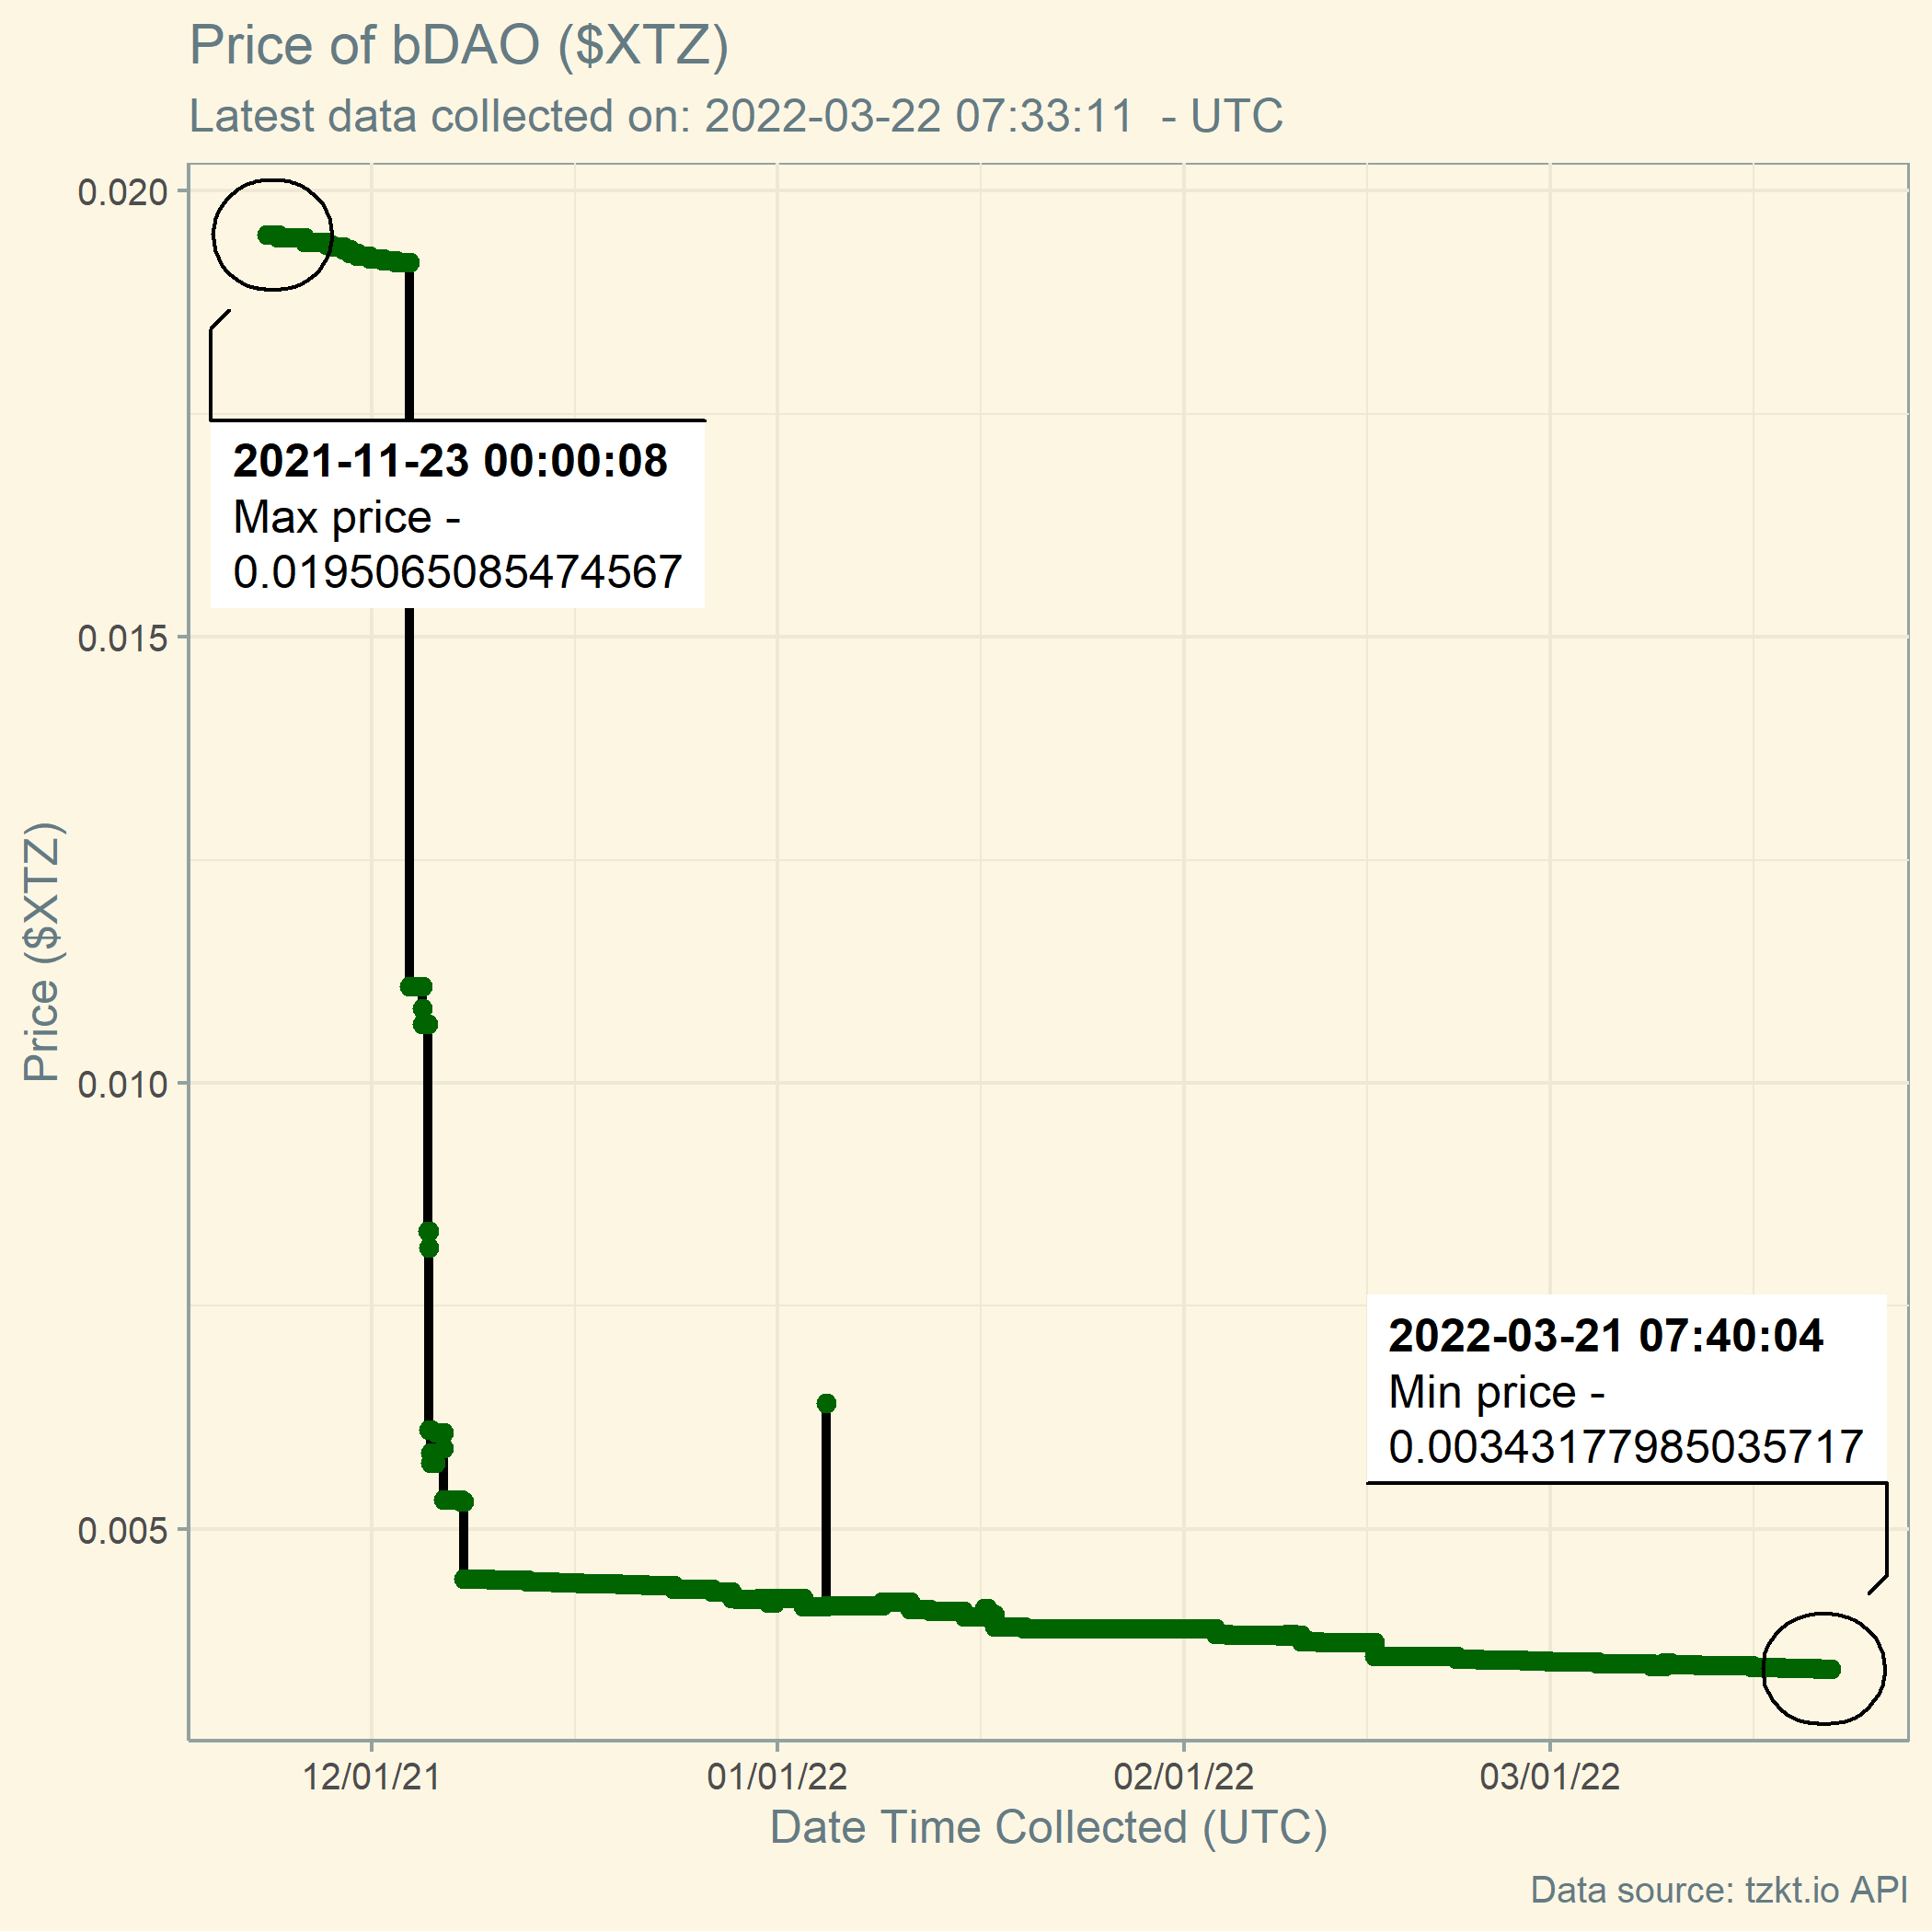 Price of bDAO ($XTZ)
Latest data collected on: 2022-03-22 07:33:11  - UTC
0.020
0.015
0.010
0.005
Price ($XTZ)
2021-11-23 00:00:08
Max price -
0.0195065085474567
2022-03-21 07:40:04
Min price -
0.00343177985035717
12/01/21
01/01/22
02/01/22
03/01/22
Date Time Collected (UTC)
Data source: tzkt.io API